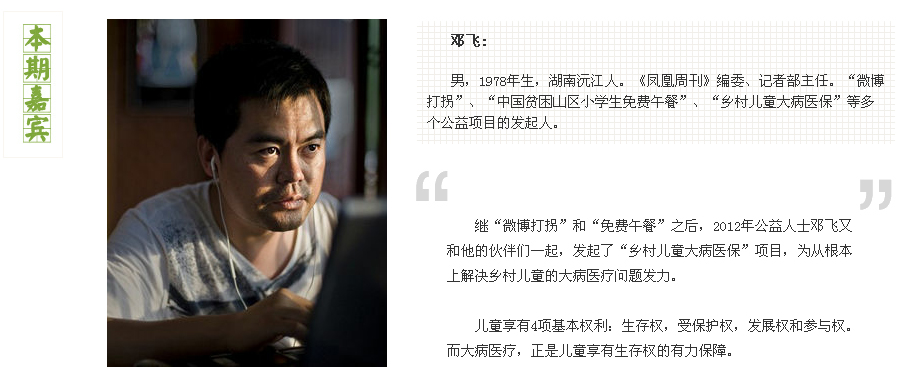 本期嘉宾
邓飞：
男，1978年生，湖南沅江人。《凤凰周刊》编委、记者部主任。“微博
打拐”、“中国贫困山区小学生免费午餐”、“乡村儿童大病医保”等多
个公益项目的发起人。
继“微博打拐”和“免费午餐”之后，2012年公益人士邓飞又
和他的伙伴们一起，发起了“乡村儿童大病医保”项目，为从根本
上解决乡村儿童的大病医疗问题发力。
儿童享有4项基本权利：生存权，受保护权，发展权和参与权。
而大病医疗，正是儿童享有生存权的有力保障。